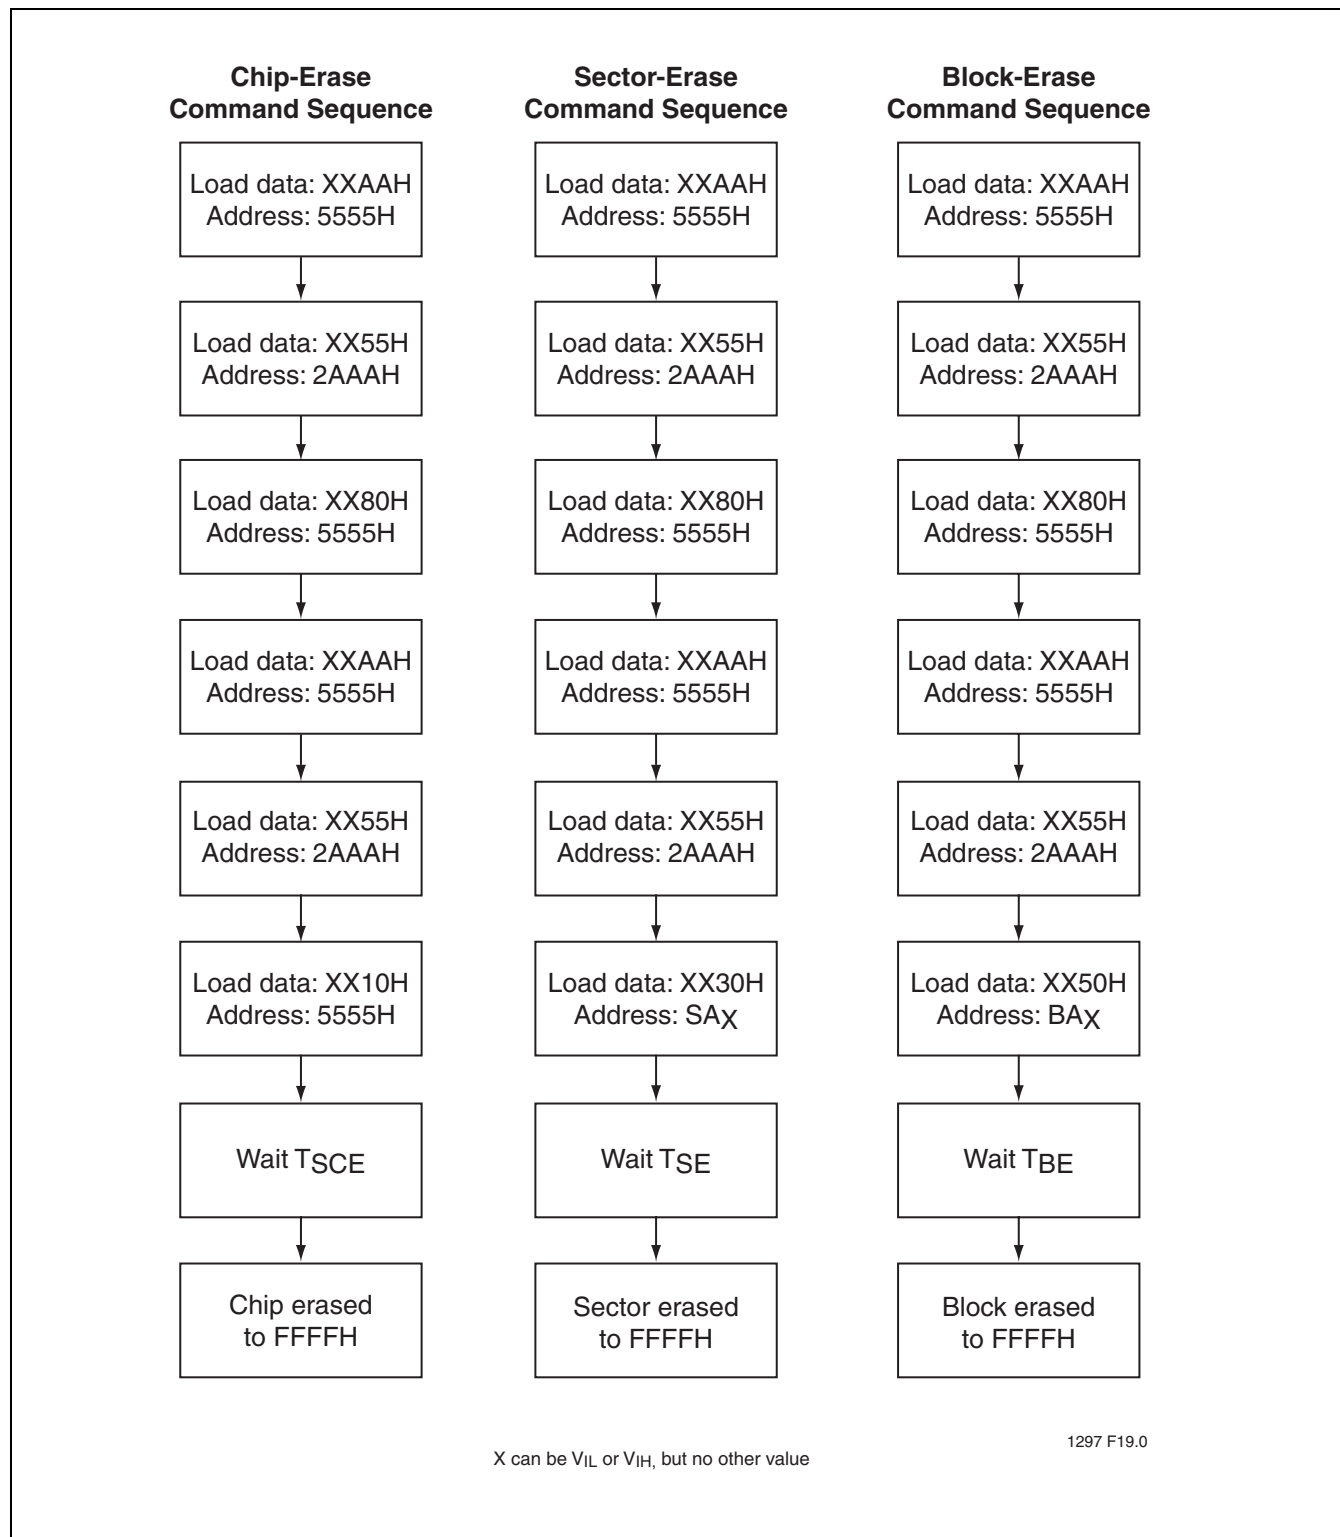 Chip-Erase
Command Sequence
Load data: XXAAH
Address: 5555H
Load data: XX55H
Address: 2AAAH
Load data: XX80H
Address: 5555H
Load data: XXAAH
Address: 5555H
Load data: XX55H
Address: 2AAAH
Load data: XX10H
Address: 5555H
Wait TSCE
Chip erased
to FFFFH
Sector-Erase
Command Sequence
Load data: XXAAH
Address: 5555H
Load data: XX55H
Address: 2AAAH
Load data: XX80H
Address: 5555H
Load data: XXAAH
Address: 5555H
Load data: XX55H
Address: 2AAAH
Load data: XX30H
Address: SAX
Wait TSE
Sector erased
to FFFFH
Block-Erase
Command Sequence
Load data: XXAAH
Address: 5555H
Load data: XX55H
Address: 2AAAH
Load data: XX80H
Address: 5555H
Load data: XXAAH
Address: 5555H
Load data: XX55H
Address: 2AAAH
Load data: XX50H
Address: BAX
Wait TBE
Block erased
to FFFFH
1297 F19.0
X can be VIL or VIH, but no other value